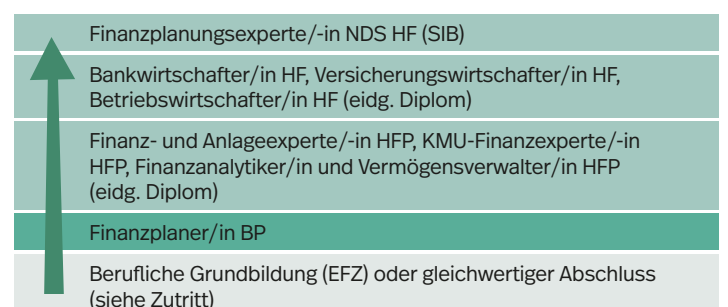 Finanzplanungsexperte/-in NDS HF (SIB)
Bankwirtschafter/in HF, Versicherungswirtschafter/in HF,
Betriebswirtschafter/in HF (eidg. Diplom)
Finanz- und Anlageexperte/-in HFP, KMU-Finanzexperte/-in
HFP, Finanzanalytiker/in und Vermögensverwalter/in HFP
(eidg. Diplom)
Finanzplaner/in BP
Berufliche Grundbildung (EFZ) oder gleichwertiger Abschluss
(siehe Zutritt)